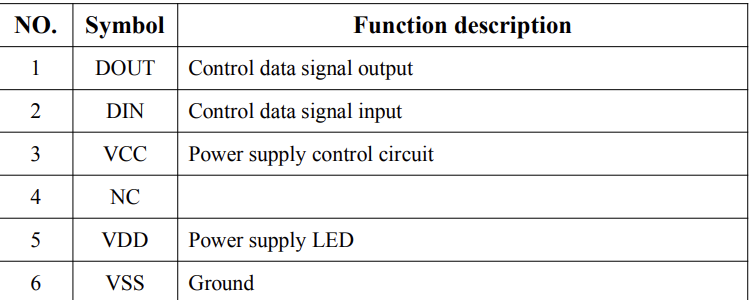 NO. Symbol Function description
1 DOUT Control data signal output
2 DIN Control data signal input
3 VCC Power supply control circuit
4 NC
5 VDD Power supply LED
6 VSS Ground